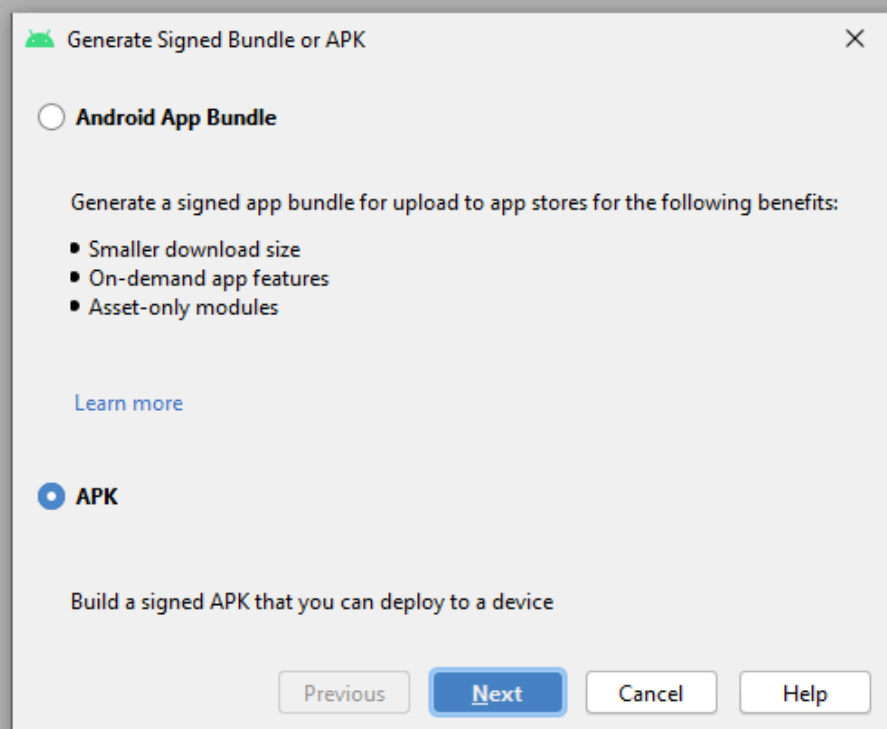 Generate Signed Bundle or APK
Android App Bundle
Generate a signed app bundle for upload to app stores for the following benefits:
Smaller download size
On-demand app features
Asset-only modules
Learn more
APK
Build a signed APK that you can deploy to a device
Previous Next Cancel Help